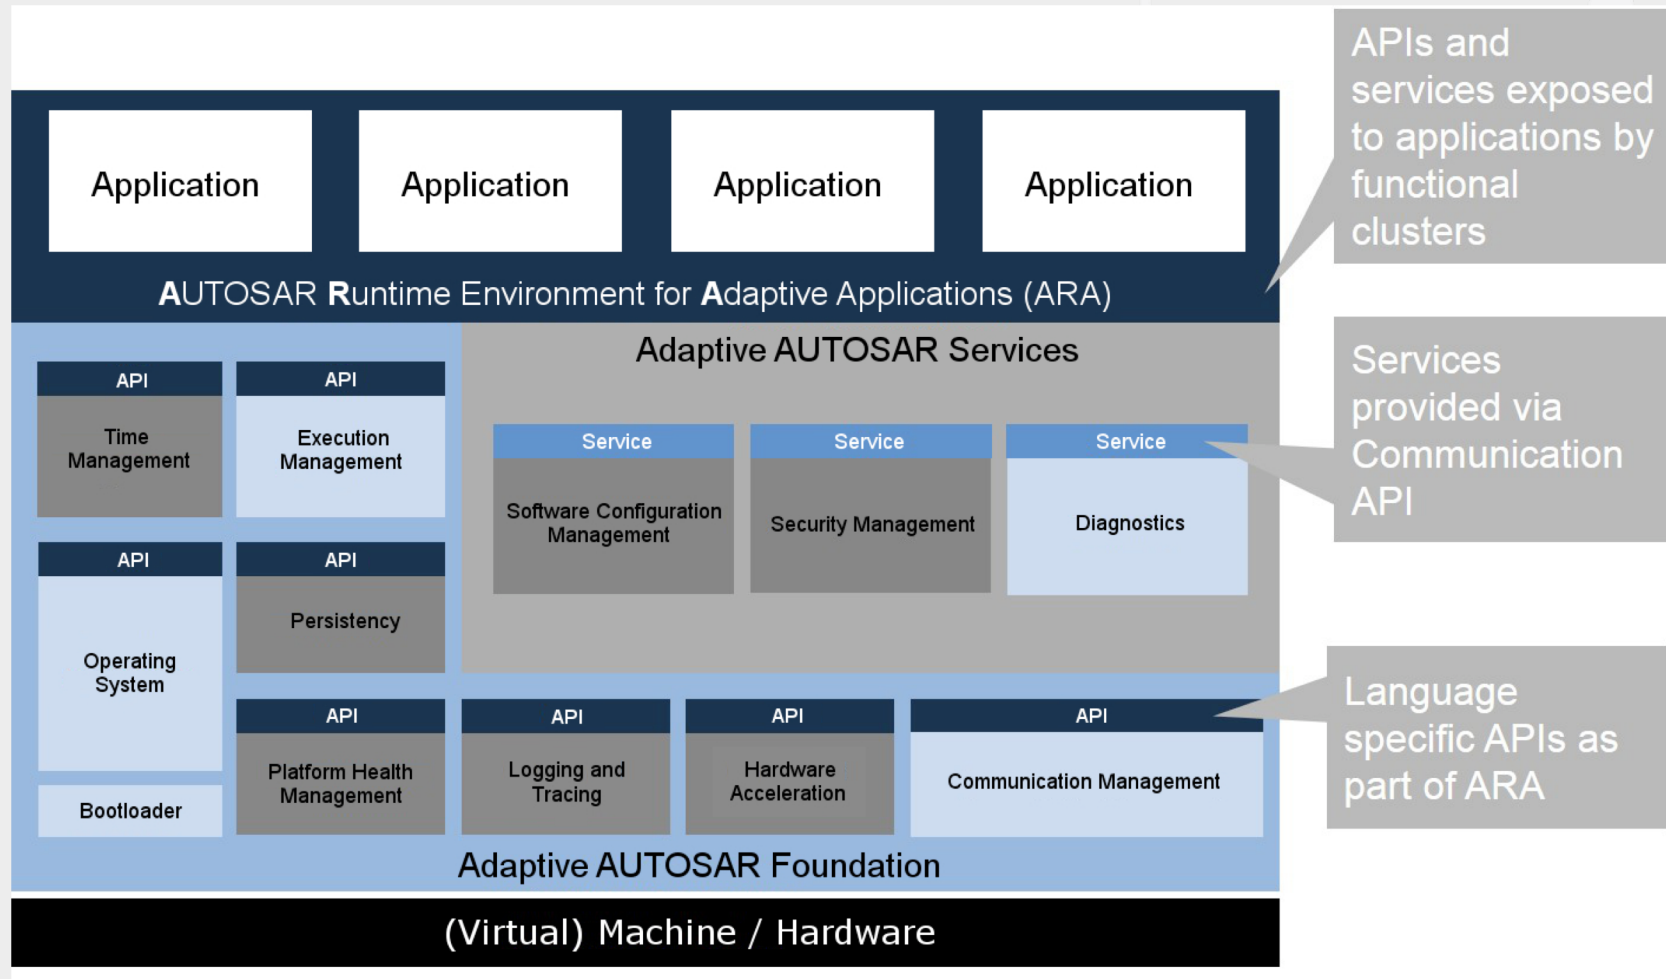 Application
Application
Application
Application
AUTOSAR Runtime Environment for Adaptive Applications (ARA)
APIs and
services exposed
to applications by
functional
clusters
Adaptive AUTOSAR Services
API
Time
Management
API
Execution
Management
Service
Software Configuration
Management
Service
Security Management
Service
Diagnostics
Services
provided via
Communication
API
API
Operating
System
API
Persistency
Bootloader
API
Platform Health
Management
API
Logging and
Tracing
API
Hardware
Acceleration
API
Communication Management
Language
specific APIs as
part of ARA
Adaptive AUTOSAR Foundation
(Virtual) Machine / Hardware